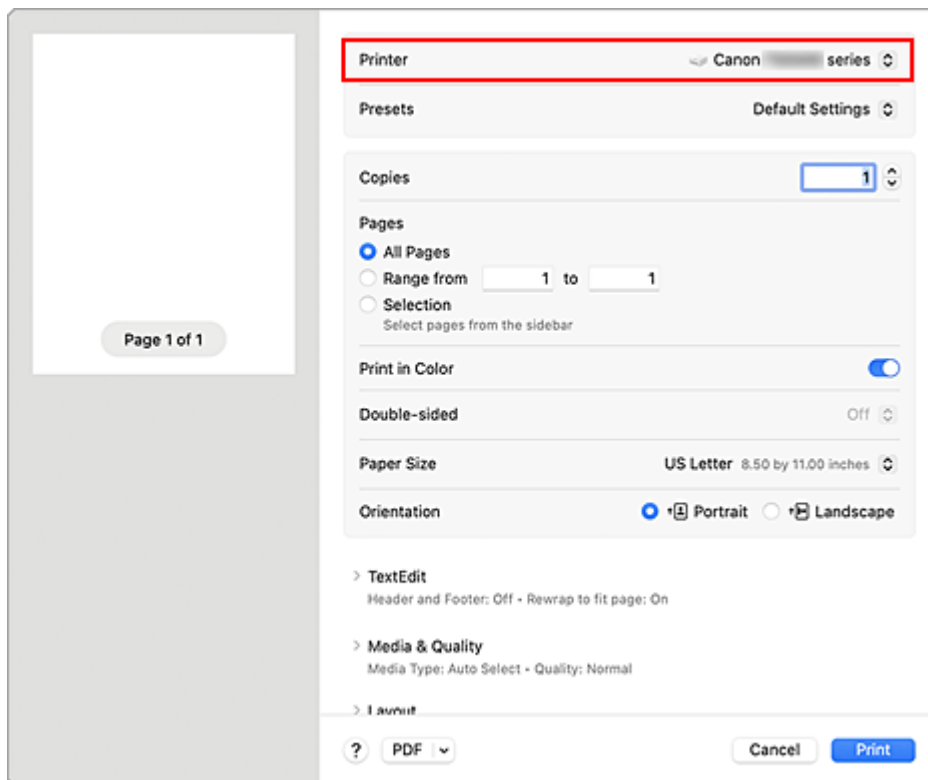 Printer Canon series
Presets Default Settings
Copies 1
Pages
All Pages
Range from 1 to 1
Selection
Select pages from the sidebar
Page 1 of 1
Print in Color
Double-sided Off
Paper Size US Letter 8.50 by 11.00 inches
Orientation Portrait Landscape
TextEdit
Header and Footer: Off • Rewrap to fit page: On
Media & Quality
Media Type: Auto Select • Quality: Normal
Layout
? PDF Cancel Print